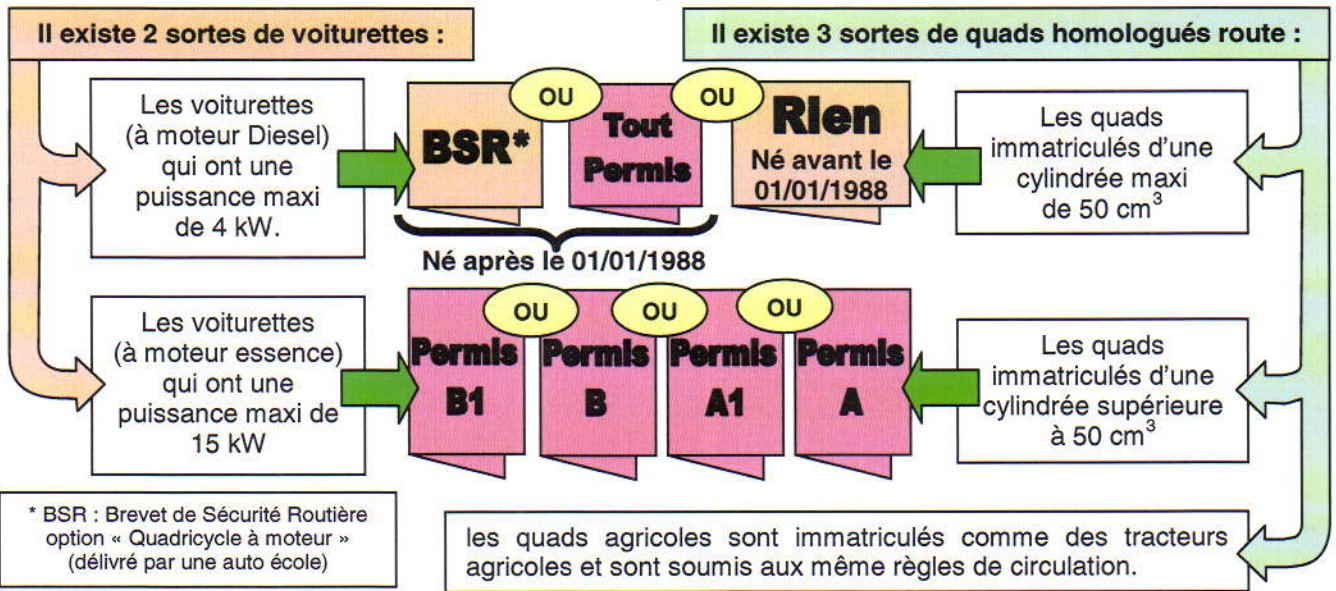 Il existe 2 sortes de voiturettes :
Il existe 3 sortes de quads homologués route :
Les voiturettes
(à moteur Diesel)
qui ont une
puissance maxi
de 4 kW.
BSR*
OU
Tout
Permis
OU
Rien
Né avant le
01/01/1988
Les quads
immatriculés d'une
cylindrée maxi
de 50 cm³
Né après le 01/01/1988
Les voiturettes
(à moteur essence)
qui ont une
puissance maxi de
15 kW
Permis
B1
OU
Permis
B
OU
Permis
A1
OU
Permis
A
Les quads
immatriculés d'une
cylindrée supérieure
à 50 cm³
* BSR : Brevet de Sécurité Routière
option « Quadricycle à moteur »
(délivré par une auto école)
les quads agricoles sont immatriculés comme des tracteurs
agricoles et sont soumis aux même règles de circulation.